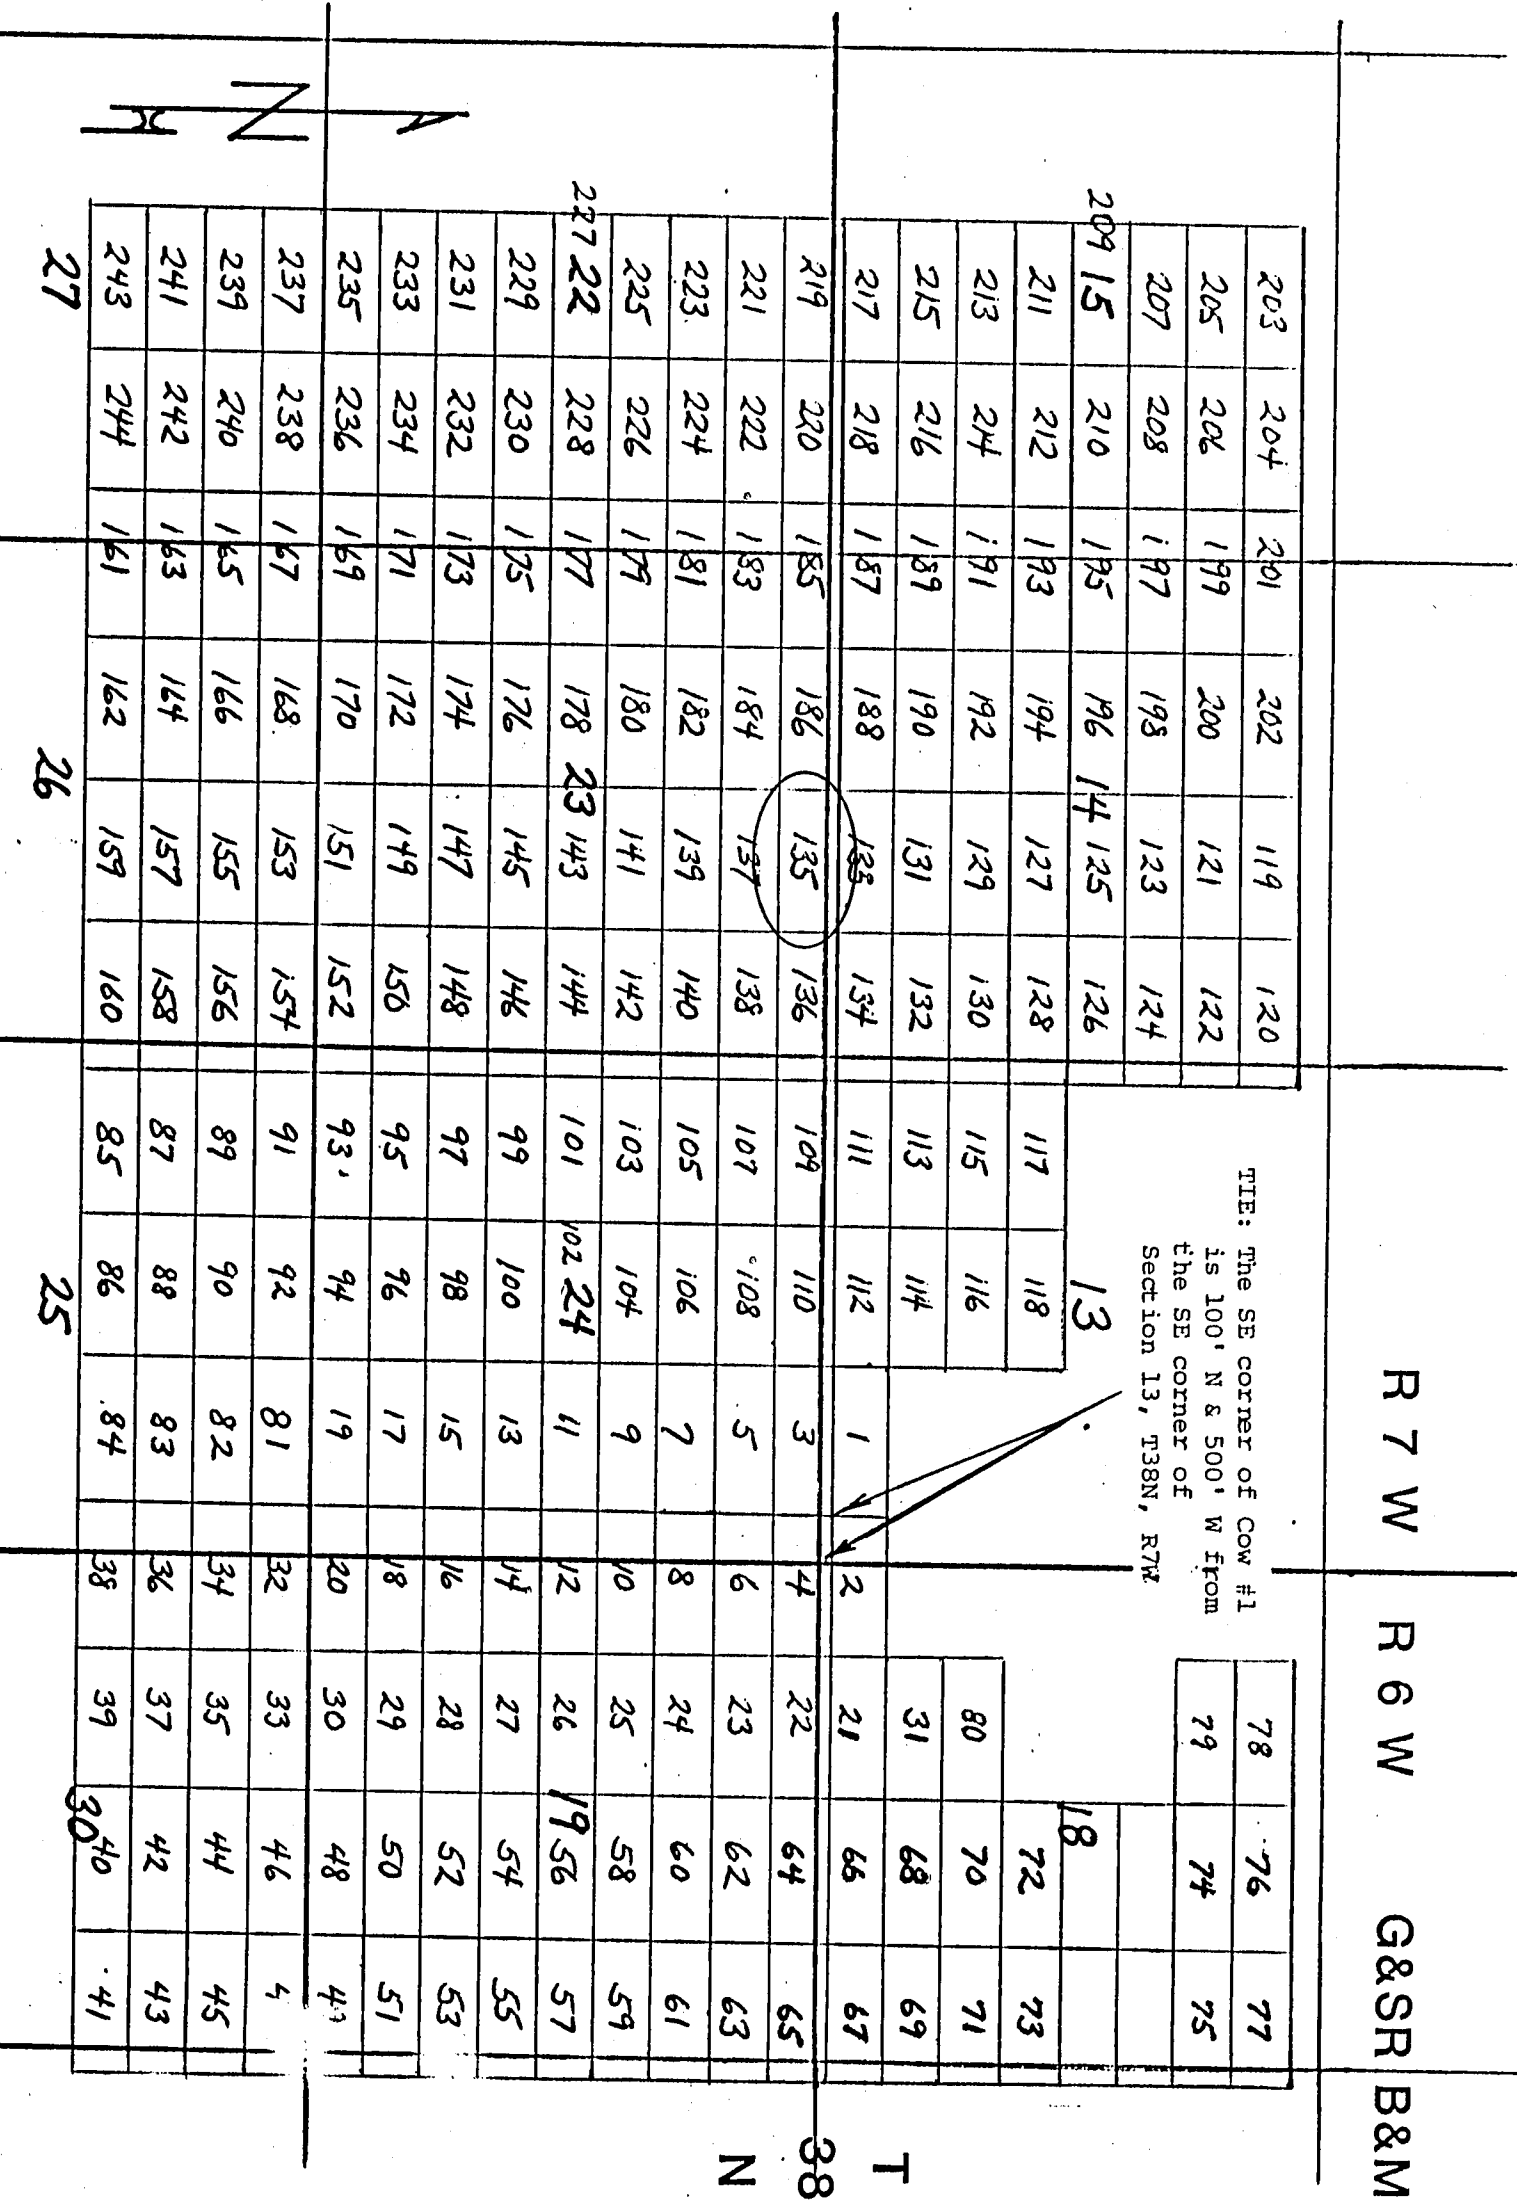 R 7 W R 6 W G&SR B&M
TIE: The SE corner of Cow #1
is 100' N & 500' W from
the SE corner of
Section 13, T38N, R7W
203 204 201 202 119 120 78 76 77
205 206 199 200 121 122 79 74 75
207 208 197 198 123 124
209 15 210 195 196 14 125 126 13 18
211 212 193 194 127 128 117 118 72 73
213 214 191 192 129 130 115 116 80 70 71
215 216 189 190 131 132 113 114 31 68 69
217 218 187 188 133 134 111 112 1 2 21 66 67
T
219 220 185 186 135 136 109 110 3 4 22 64 65
38
221 222 183 184 137 138 107 108 5 6 23 62 63
N
223 224 181 182 139 140 105 106 7 8 24 60 61
225 226 179 180 141 142 103 104 9 10 25 58 59
227 22 228 177 178 23 143 144 101 102 24 11 12 26 19 56 57
229 230 175 176 145 146 99 100 13 14 27 54 55
231 232 173 174 147 148 97 98 15 16 28 52 53
233 234 171 172 149 150 95 96 17 18 29 50 51
235 236 169 170 151 152 93 94 19 20 30 48
N
237 238 167 168 153 154 91 92 81 32 33 46
239 240 165 166 155 156 89 90 82 34 35 44 45
241 242 163 164 157 158 87 88 83 36 37 42 43
243 244 161 162 159 160 85 86 84 38 39 40 41
27 26 25 30